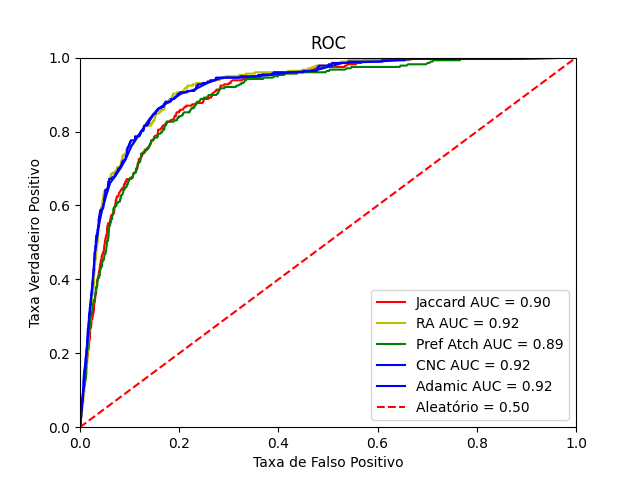 ROC
1.0
0.8
0.6
0.4
0.2
0.0
Taxa Verdadeiro Positivo
Jaccard AUC = 0.90
RA AUC = 0.92
Pref Atch AUC = 0.89
CNC AUC = 0.92
Adamic AUC = 0.92
Aleatório = 0.50
0.0 0.2 0.4 0.6 0.8 1.0
Taxa de Falso Positivo